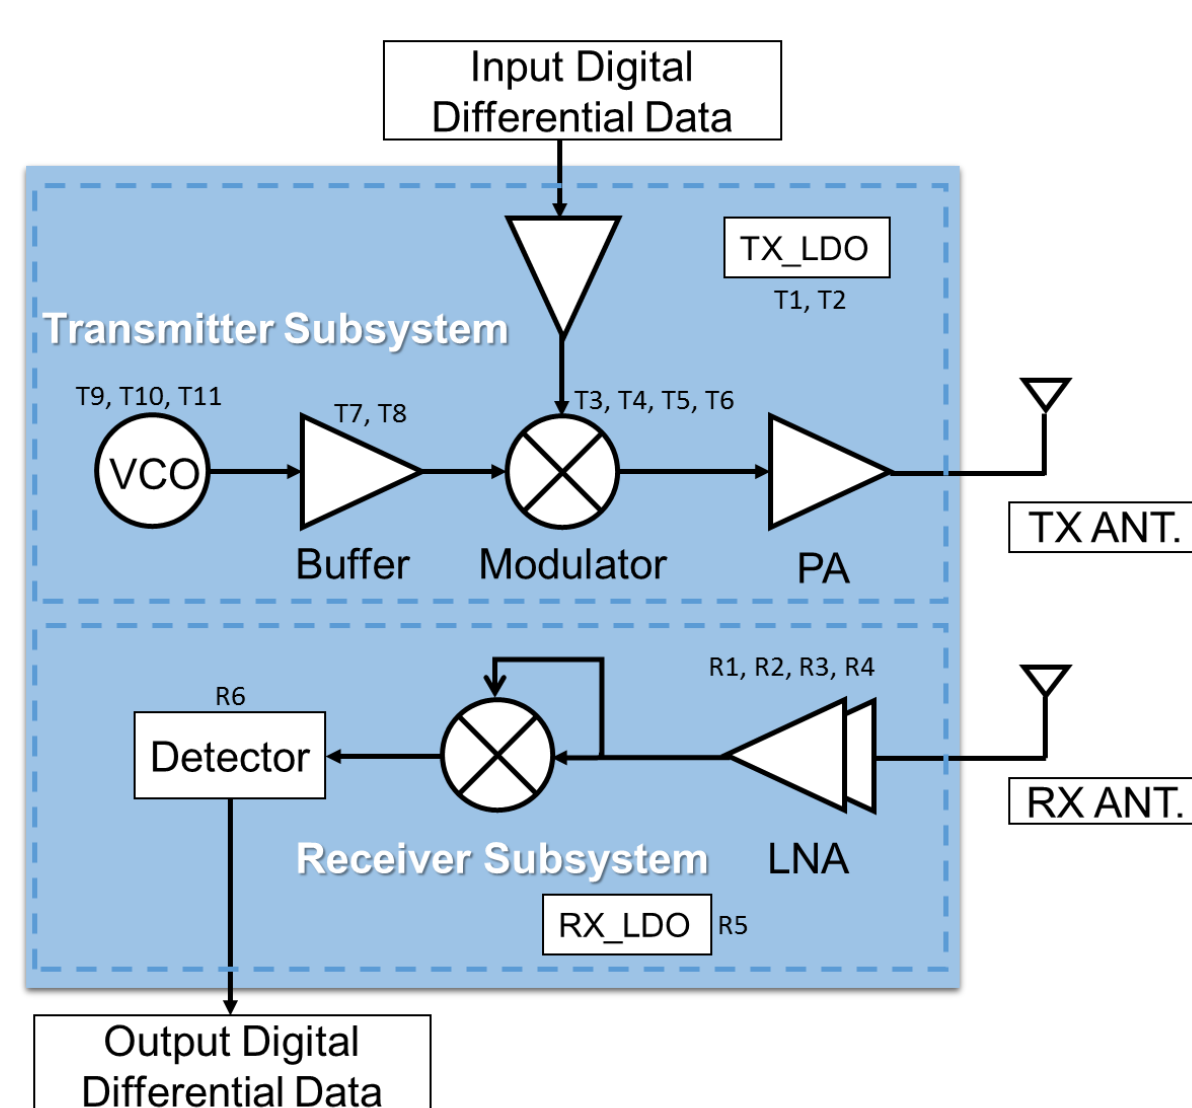 Input Digital
Differential Data
TX_LDO
T1, T2
Transmitter Subsystem
T9, T10, T11
T7, T8
T3, T4, T5, T6
VCO
Buffer
Modulator
PA
TX ANT.
R1, R2, R3, R4
R6
Detector
RX ANT.
Receiver Subsystem
LNA
RX_LDO
R5
Output Digital
Differential Data